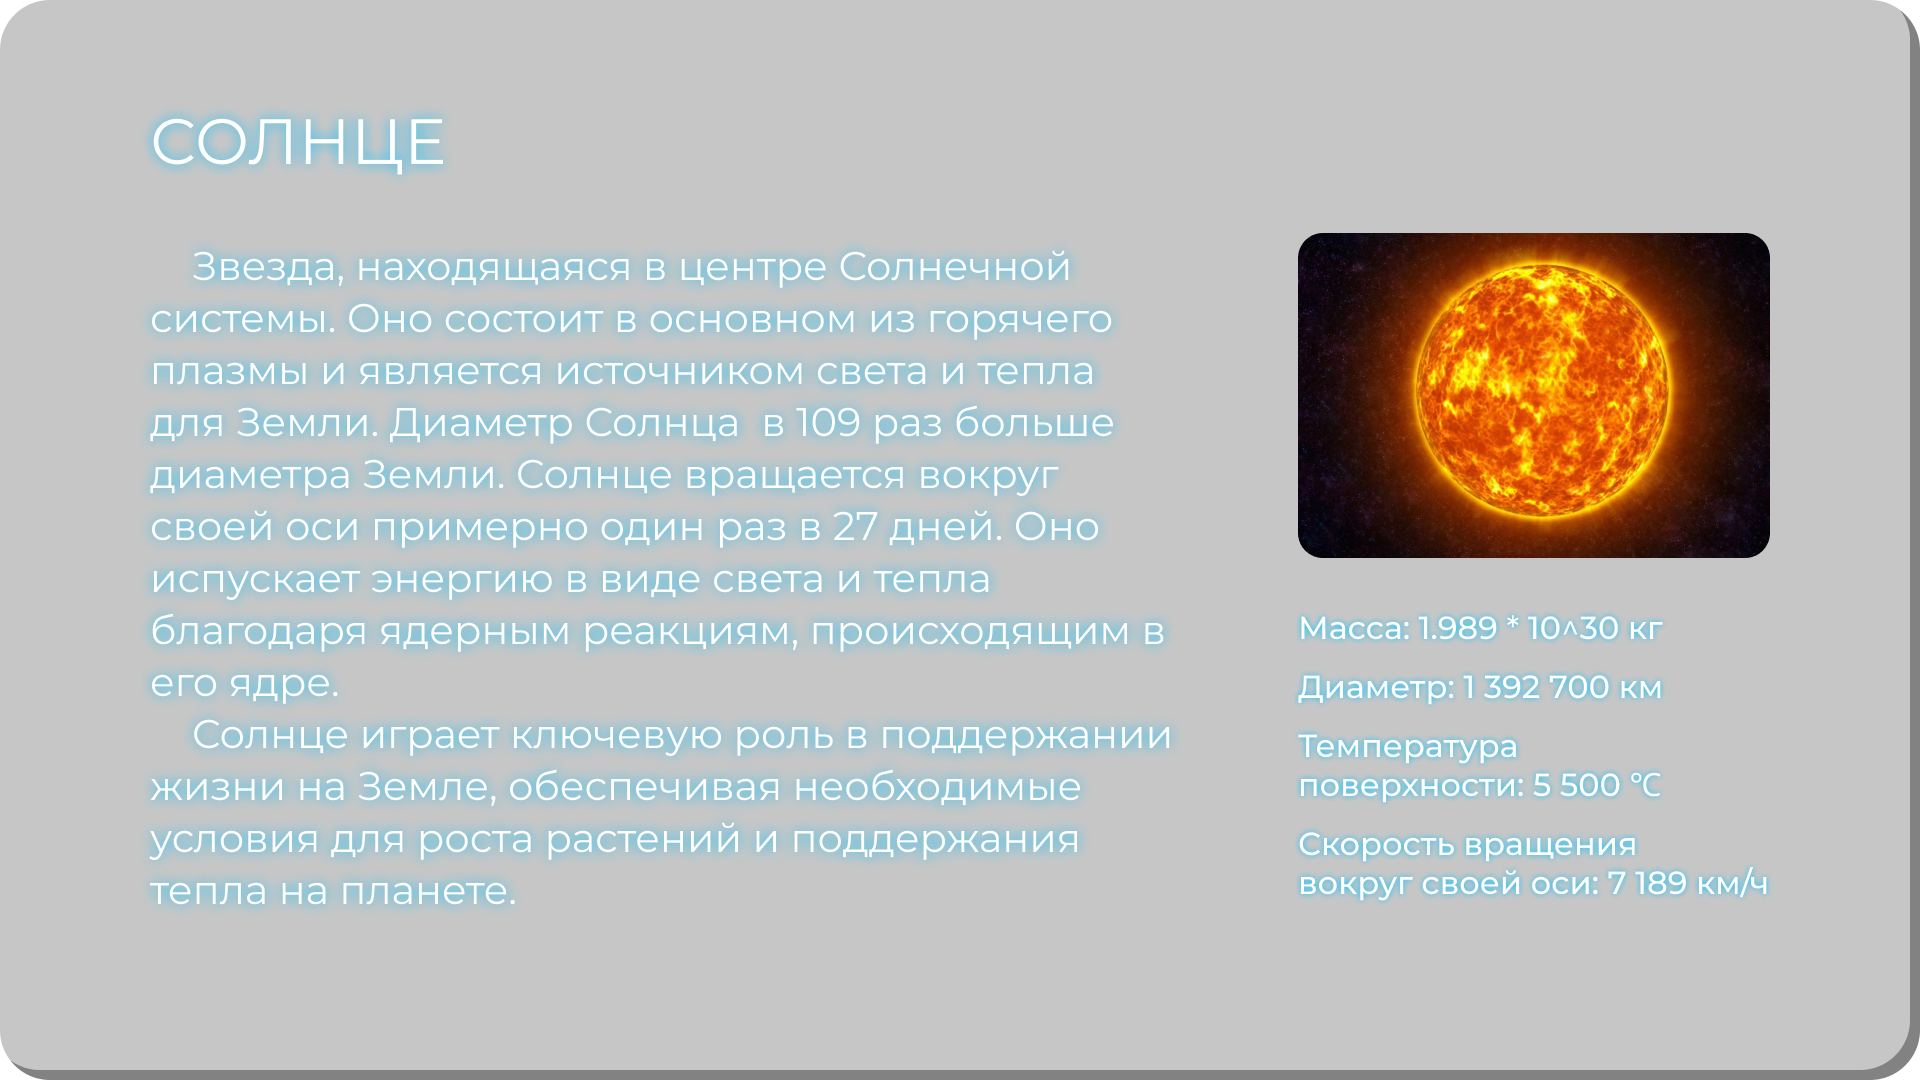 СОЛНЦЕ
Звезда, находящаяся в центре Солнечной
системы. Оно состоит в основном из горячего
плазмы и является источником света и тепла
для Земли. Диаметр Солнца  в 109 раз больше
диаметра Земли. Солнце вращается вокруг
своей оси примерно один раз в 27 дней. Оно
испускает энергию в виде света и тепла
благодаря ядерным реакциям, происходящим в
его ядре.
Солнце играет ключевую роль в поддержании
жизни на Земле, обеспечивая необходимые
условия для роста растений и поддержания
тепла на планете.
Масса: 1.989 * 10^30 кг
Диаметр: 1 392 700 км
Температура
поверхности: 5 500 ℃
Скорость вращения
вокруг своей оси: 7 189 км/ч